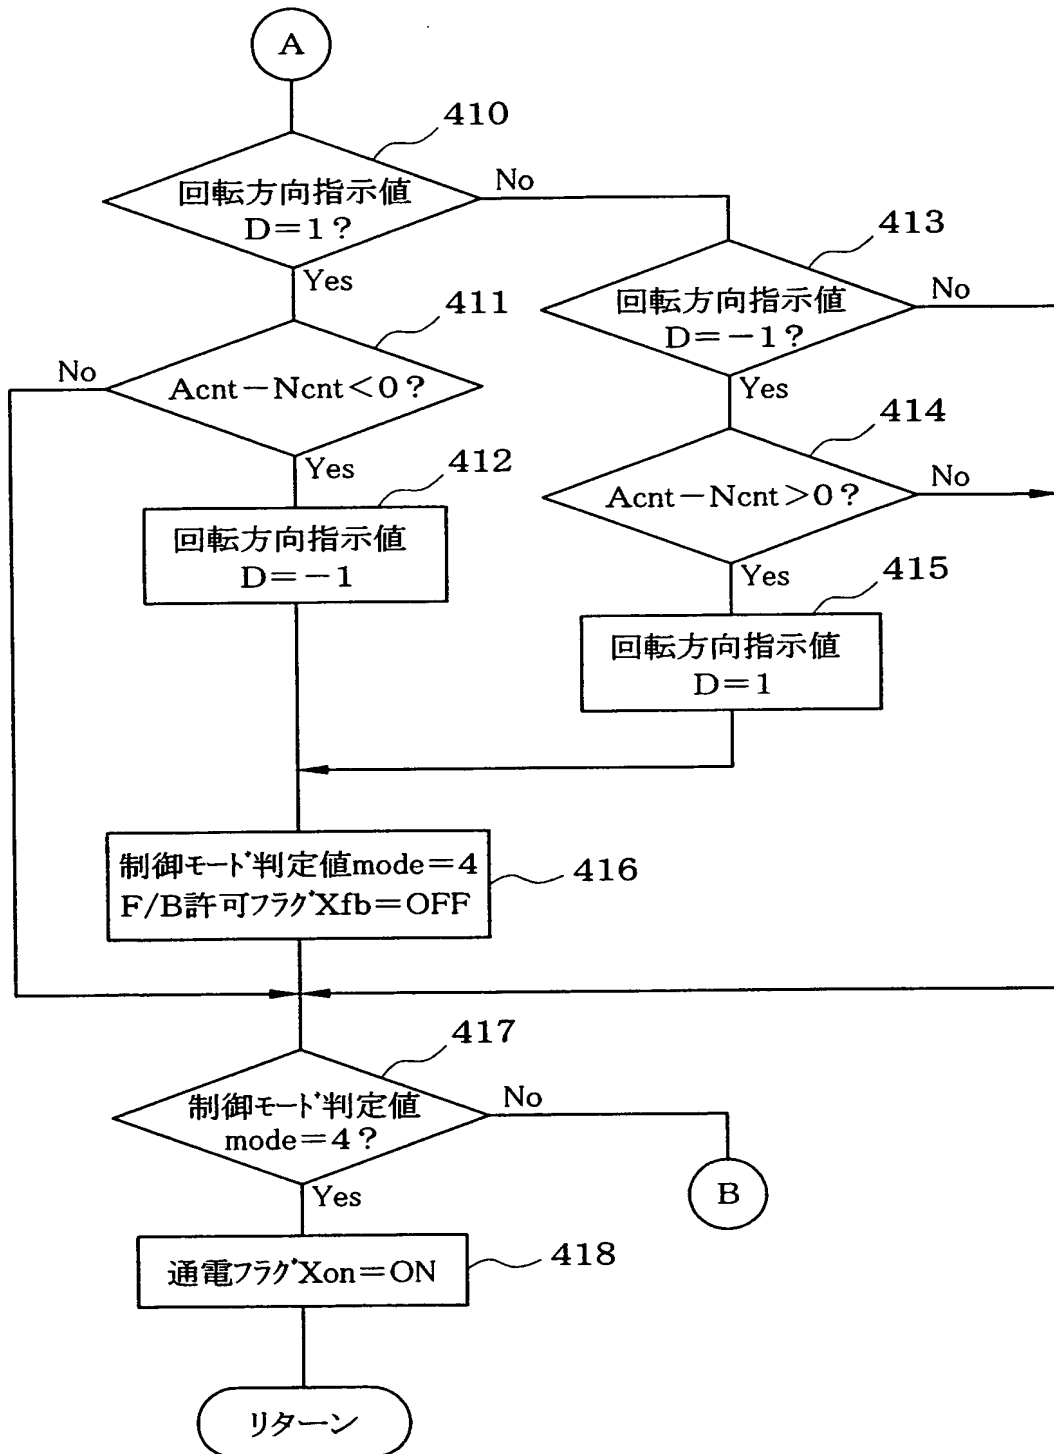 A
410
回転方向指示値
D=1?
No
Yes
413
回転方向指示値
D=-1?
No
Yes
411
No
Acnt-Ncnt<0?
Yes
414
Acnt-Ncnt>0?
No
Yes
412
回転方向指示値
D=-1
415
回転方向指示値
D=1
制御モード判定値mode=4
F/B許可フラグXfb=OFF
416
417
制御モード判定値
mode=4?
No
Yes
B
通電フラグXon=ON
418
リターン